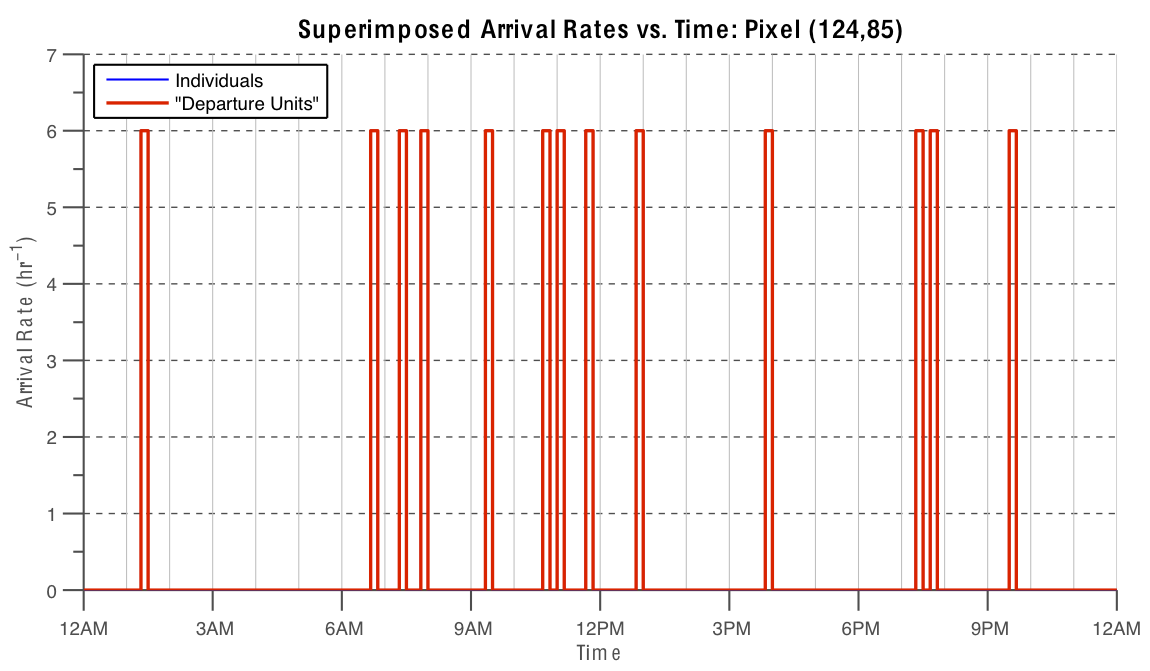 Superimposed Arrival Rates vs. Time: Pixel (124,85)
Individuals
"Departure Units"
7
6
5
4
3
2
1
0
Arrival Rate (hr⁻¹)
12AM 3AM 6AM 9AM 12PM 3PM 6PM 9PM 12AM
Time